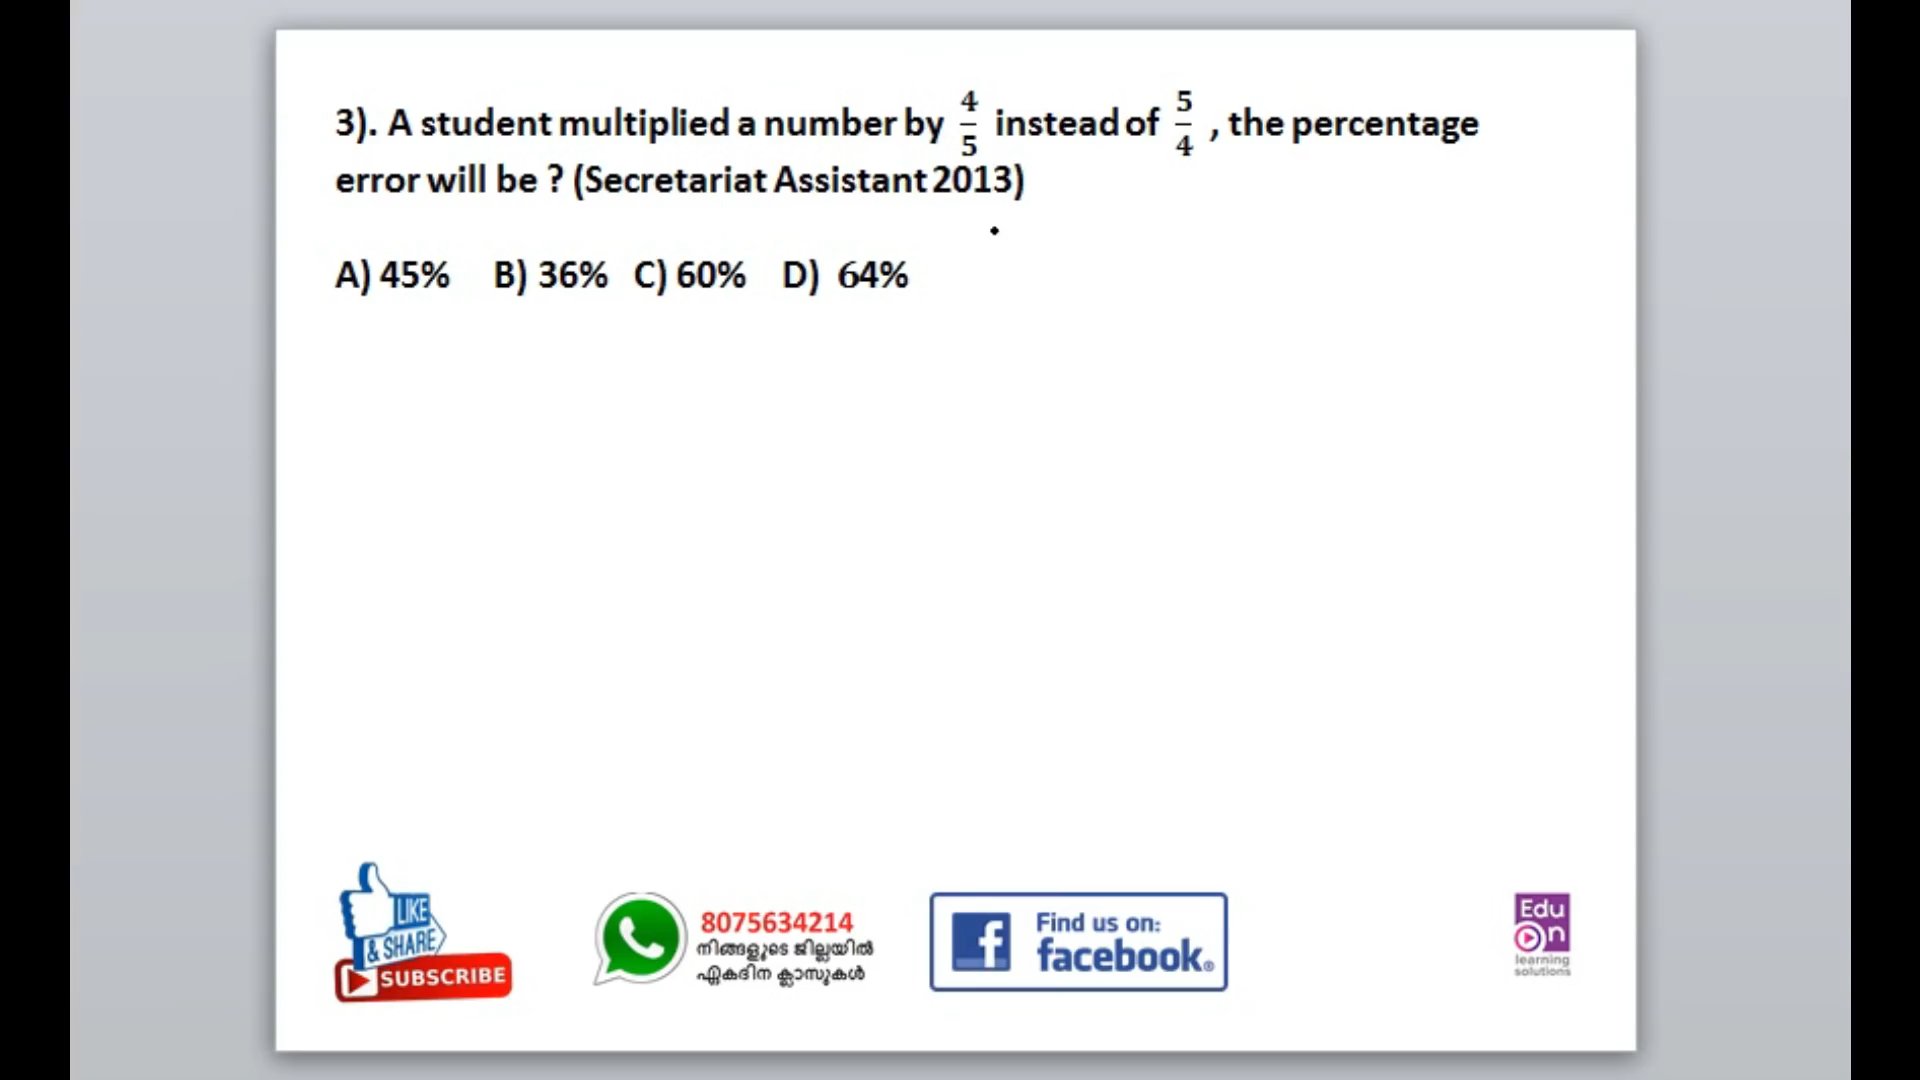 3). A student multiplied a number by 4/5 instead of 5/4 , the percentage
error will be ? (Secretariat Assistant 2013)
A) 45% B) 36% C) 60% D) 64%
LIKE
& SHARE
SUBSCRIBE
8075634214
നിങ്ങളുടെ ജില്ലയിൽ
ഏകദിന ക്ലാസുകൾ
Find us on:
facebook®
Edu
On
learning
solutions